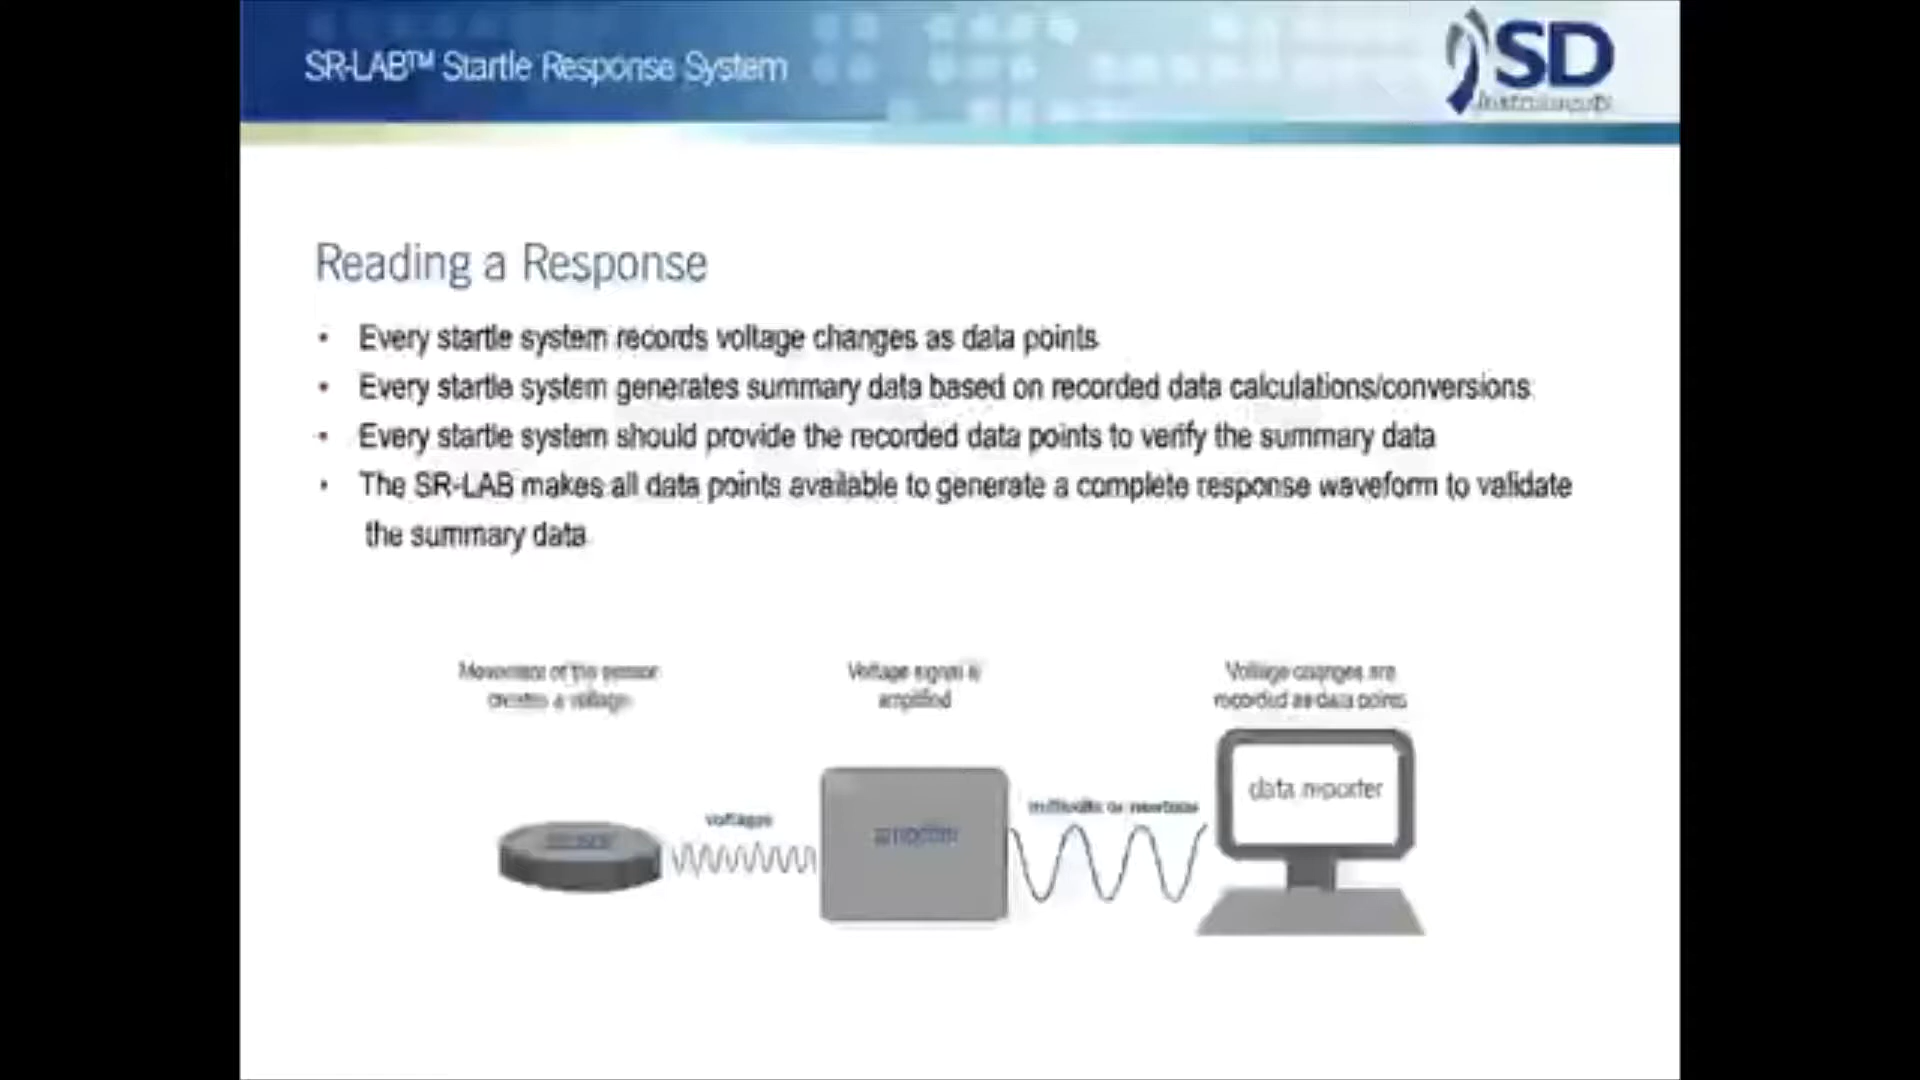 SR-LAB™ Startle Response System
SD
Instruments
Reading a Response
• Every startle system records voltage changes as data points
• Every startle system generates summary data based on recorded data calculations/conversions
• Every startle system should provide the recorded data points to verify the summary data
• The SR-LAB makes all data points available to generate a complete response waveform to validate
the summary data
Movement of the sensor
creates a voltage
Voltage signal is
amplified
Voltage changes are
recorded as data points
voltages
millivolts or newtons
data reporter